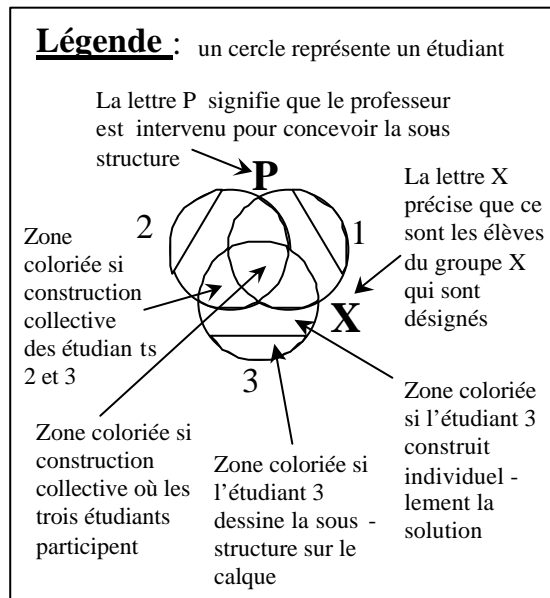 Légende : un cercle représente un étudiant
La lettre P signifie que le professeur
est intervenu pour concevoir la sous
structure
P
La lettre X
précise que ce
sont les élèves
du groupe X
qui sont
désignés
2
1
X
3
Zone
coloriée si
construction
collective
des étudian ts
2 et 3
Zone coloriée si
construction
collective où les
trois étudiants
participent
Zone coloriée si
l'étudiant 3
dessine la sous -
structure sur le
calque
Zone coloriée
si l'étudiant 3
construit
individuel -
lement la
solution